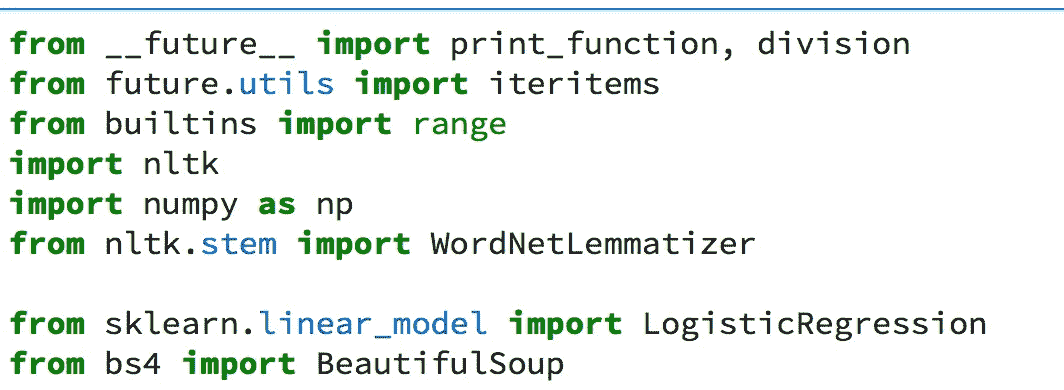 from __future__ import print_function, division
from future.utils import iteritems
from builtins import range
import nltk
import numpy as np
from nltk.stem import WordNetLemmatizer
from sklearn.linear_model import LogisticRegression
from bs4 import BeautifulSoup